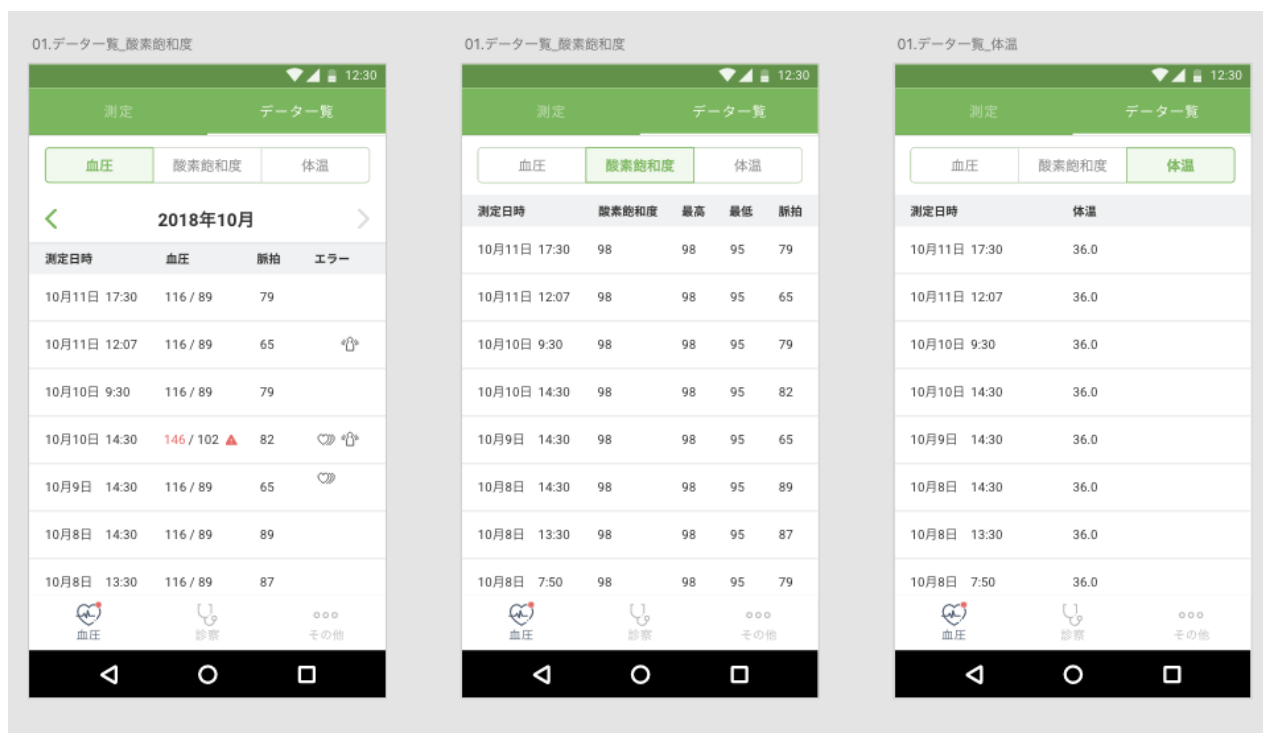 01.データ一覧_酸素飽和度
12:30
測定 データ一覧
血圧 酸素飽和度 体温
2018年10月
測定日時 血圧 脈拍 エラー
10月11日 17:30 116 / 89 79
10月11日 12:07 116 / 89 65
10月10日 9:30 116 / 89 79
10月10日 14:30 146 / 102 82
10月9日 14:30 116 / 89 65
10月8日 14:30 116 / 89 89
10月8日 13:30 116 / 89 87
血圧 診察 その他
01.データ一覧_酸素飽和度
12:30
測定 データ一覧
血圧 酸素飽和度 体温
測定日時 酸素飽和度 最高 最低 脈拍
10月11日 17:30 98 98 95 79
10月11日 12:07 98 98 95 65
10月10日 9:30 98 98 95 79
10月10日 14:30 98 98 95 82
10月9日 14:30 98 98 95 65
10月8日 14:30 98 98 95 89
10月8日 13:30 98 98 95 87
10月8日 7:50 98 98 95 79
血圧 診察 その他
01.データ一覧_体温
12:30
測定 データ一覧
血圧 酸素飽和度 体温
測定日時 体温
10月11日 17:30 36.0
10月11日 12:07 36.0
10月10日 9:30 36.0
10月10日 14:30 36.0
10月9日 14:30 36.0
10月8日 14:30 36.0
10月8日 13:30 36.0
10月8日 7:50 36.0
血圧 診察 その他